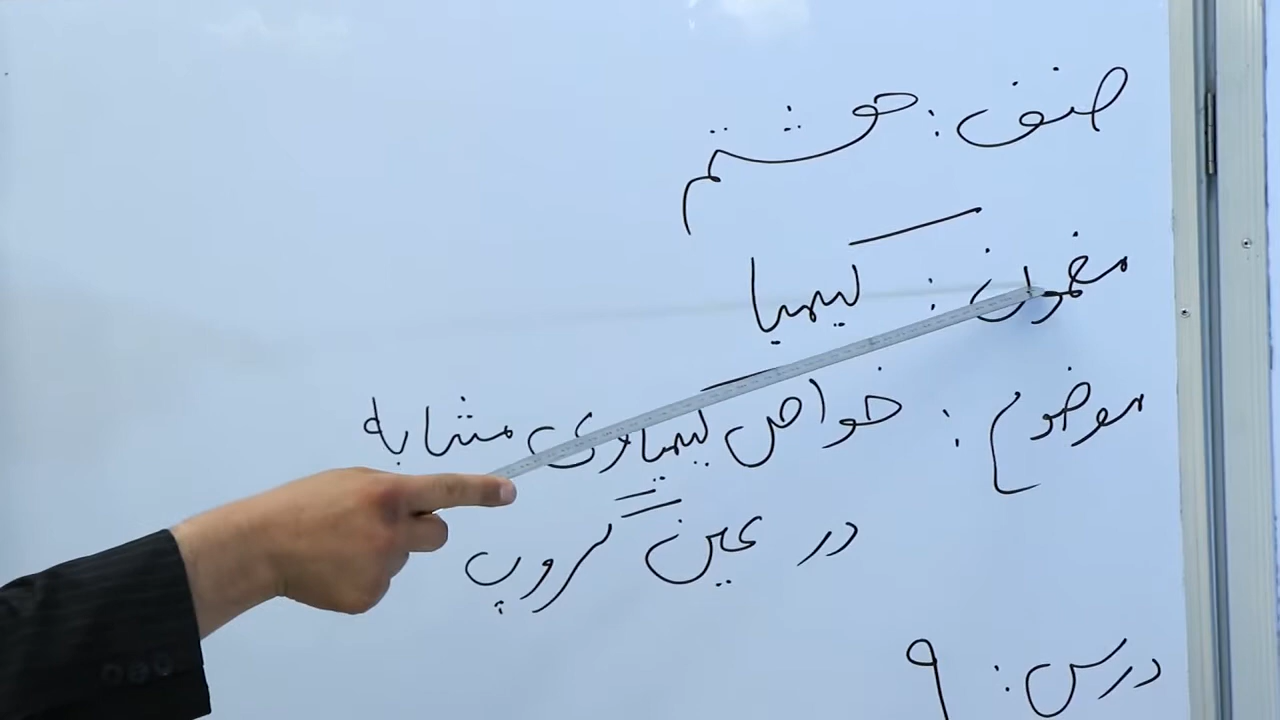 صنف: هشتم
مضمون: کیمیا
موضوع: خواص کیمیاوی مشابه
در عین گروپ
درس: ۹